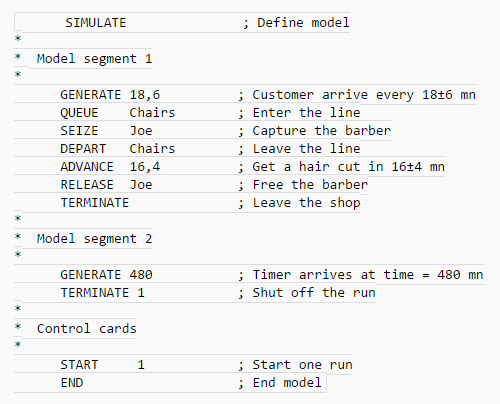 SIMULATE ; Define model
*
* Model segment 1
*
GENERATE 18,6 ; Customer arrive every 18±6 mn
QUEUE Chairs ; Enter the line
SEIZE Joe ; Capture the barber
DEPART Chairs ; Leave the line
ADVANCE 16,4 ; Get a hair cut in 16±4 mn
RELEASE Joe ; Free the barber
TERMINATE ; Leave the shop
*
* Model segment 2
*
GENERATE 480 ; Timer arrives at time = 480 mn
TERMINATE 1 ; Shut off the run
*
* Control cards
*
START 1 ; Start one run
END ; End model